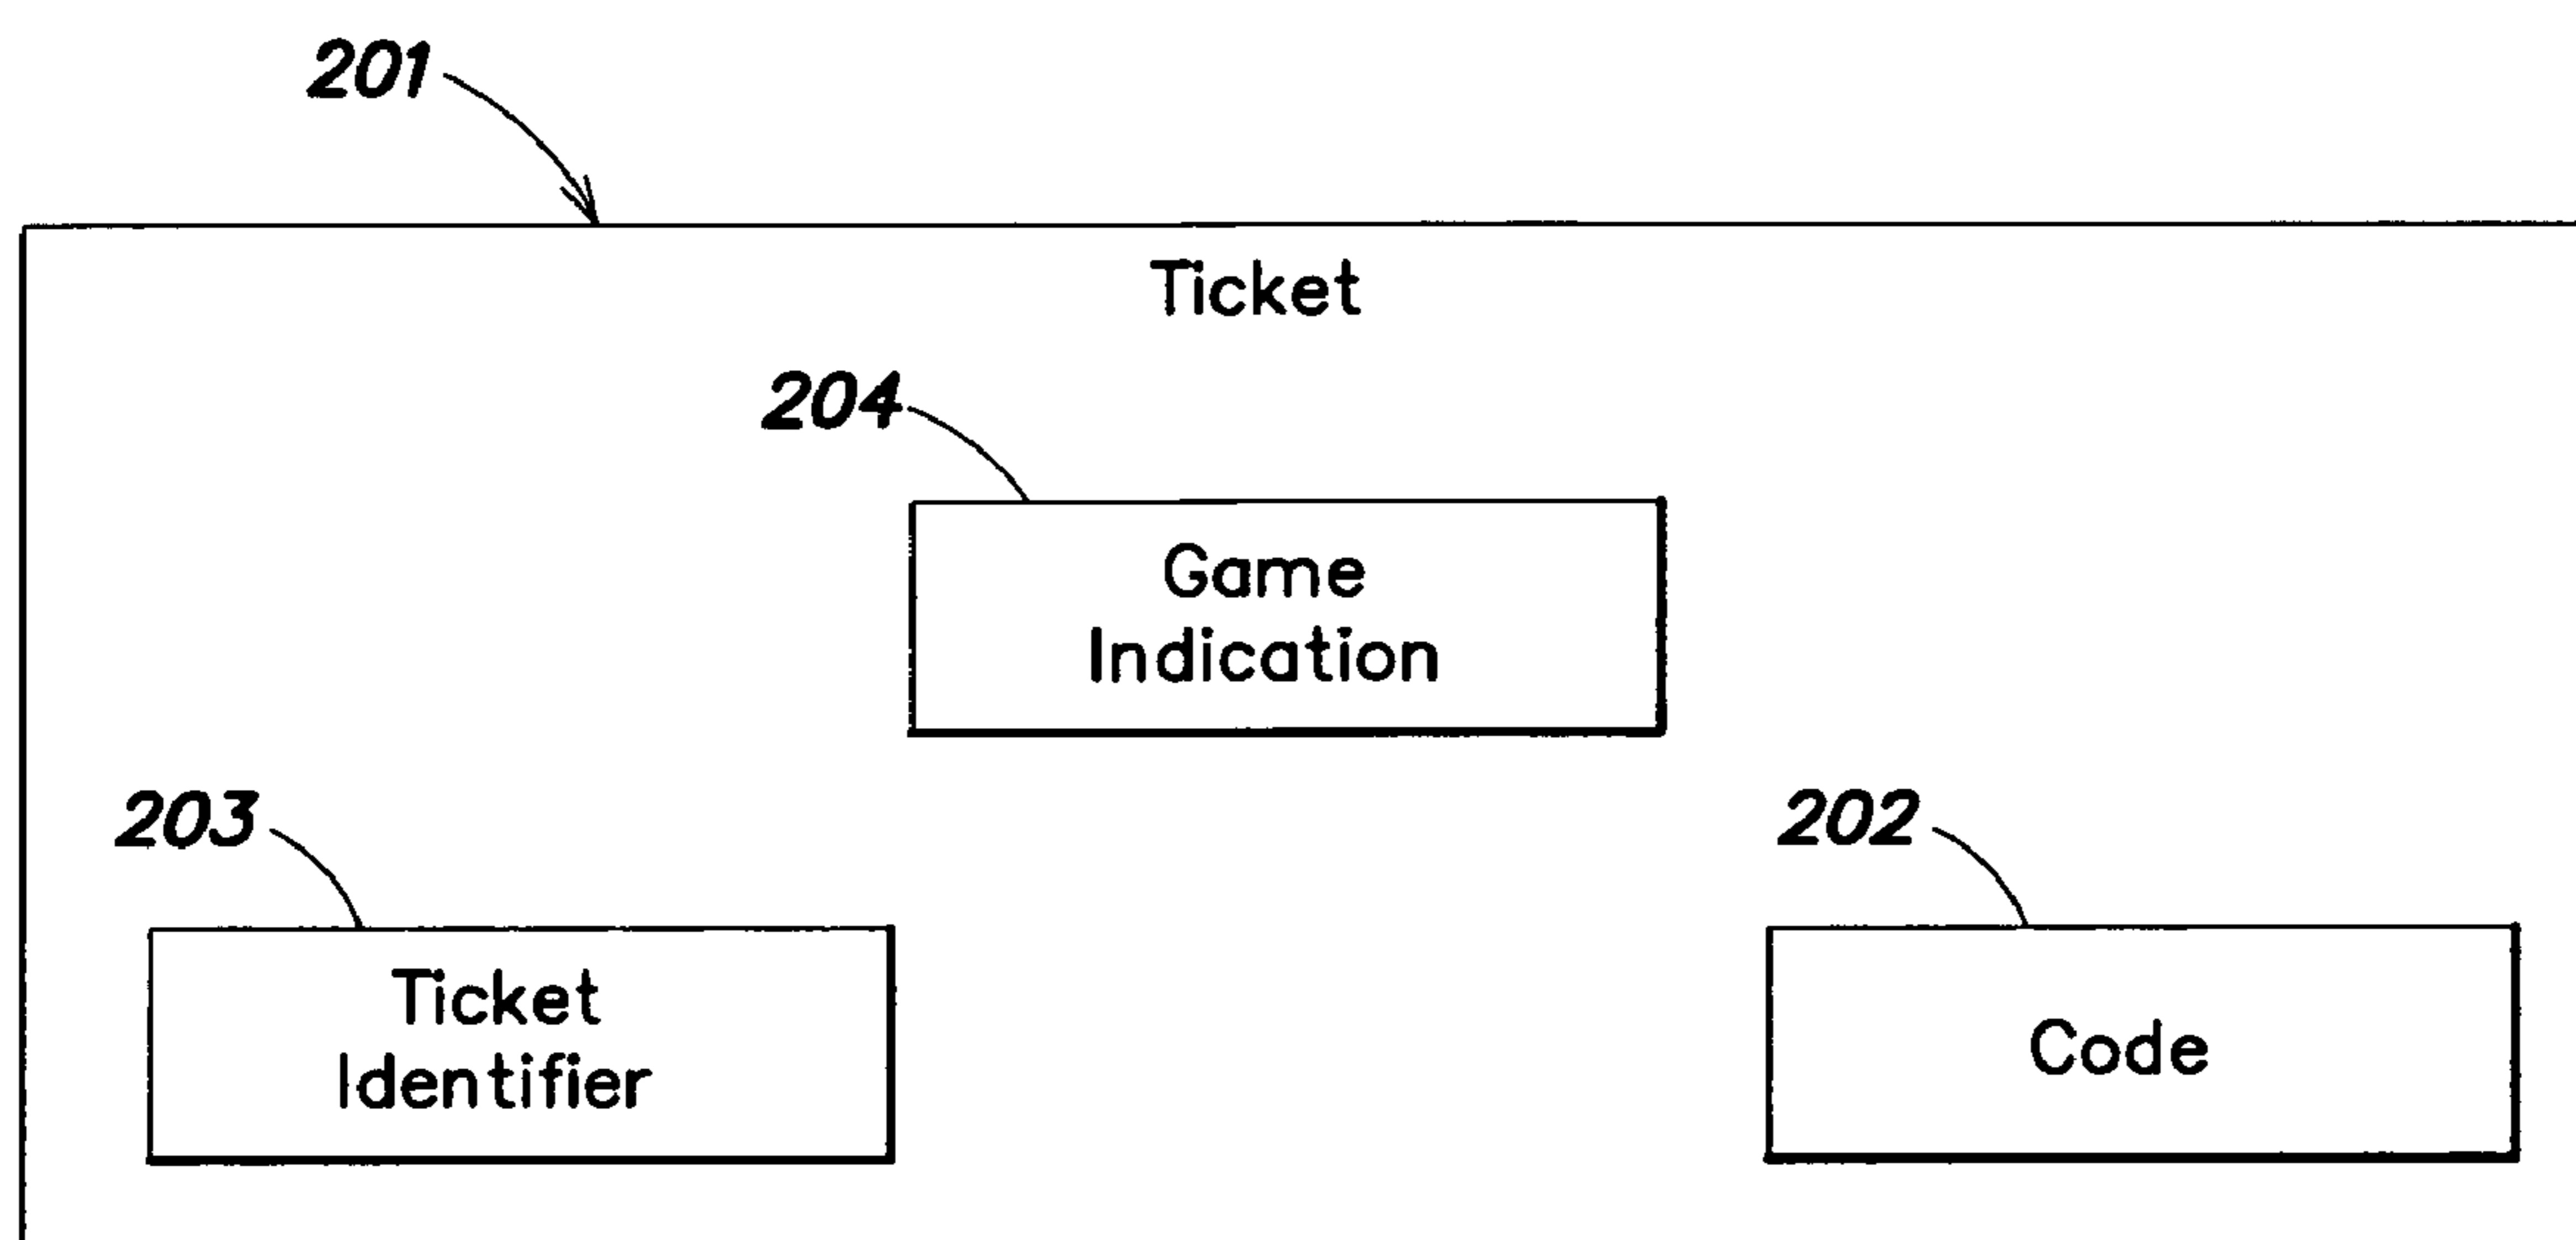 201
Ticket
204
Game
Indication
203
202
Ticket
Identifier
Code